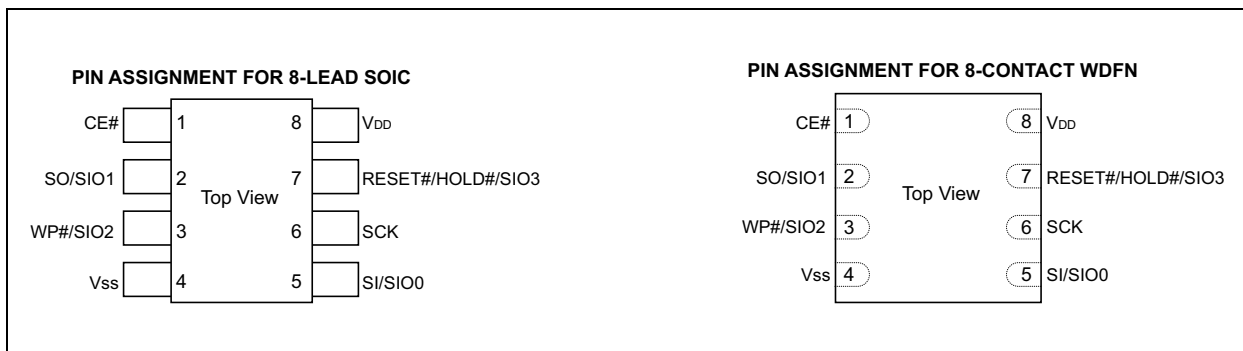 PIN ASSIGNMENT FOR 8-LEAD SOIC
CE# 1 8 VDD
SO/SIO1 2 7 RESET#/HOLD#/SIO3
Top View
WP#/SIO2 3 6 SCK
Vss 4 5 SI/SIO0
PIN ASSIGNMENT FOR 8-CONTACT WDFN
CE# 1 8 VDD
SO/SIO1 2 7 RESET#/HOLD#/SIO3
Top View
WP#/SIO2 3 6 SCK
Vss 4 5 SI/SIO0